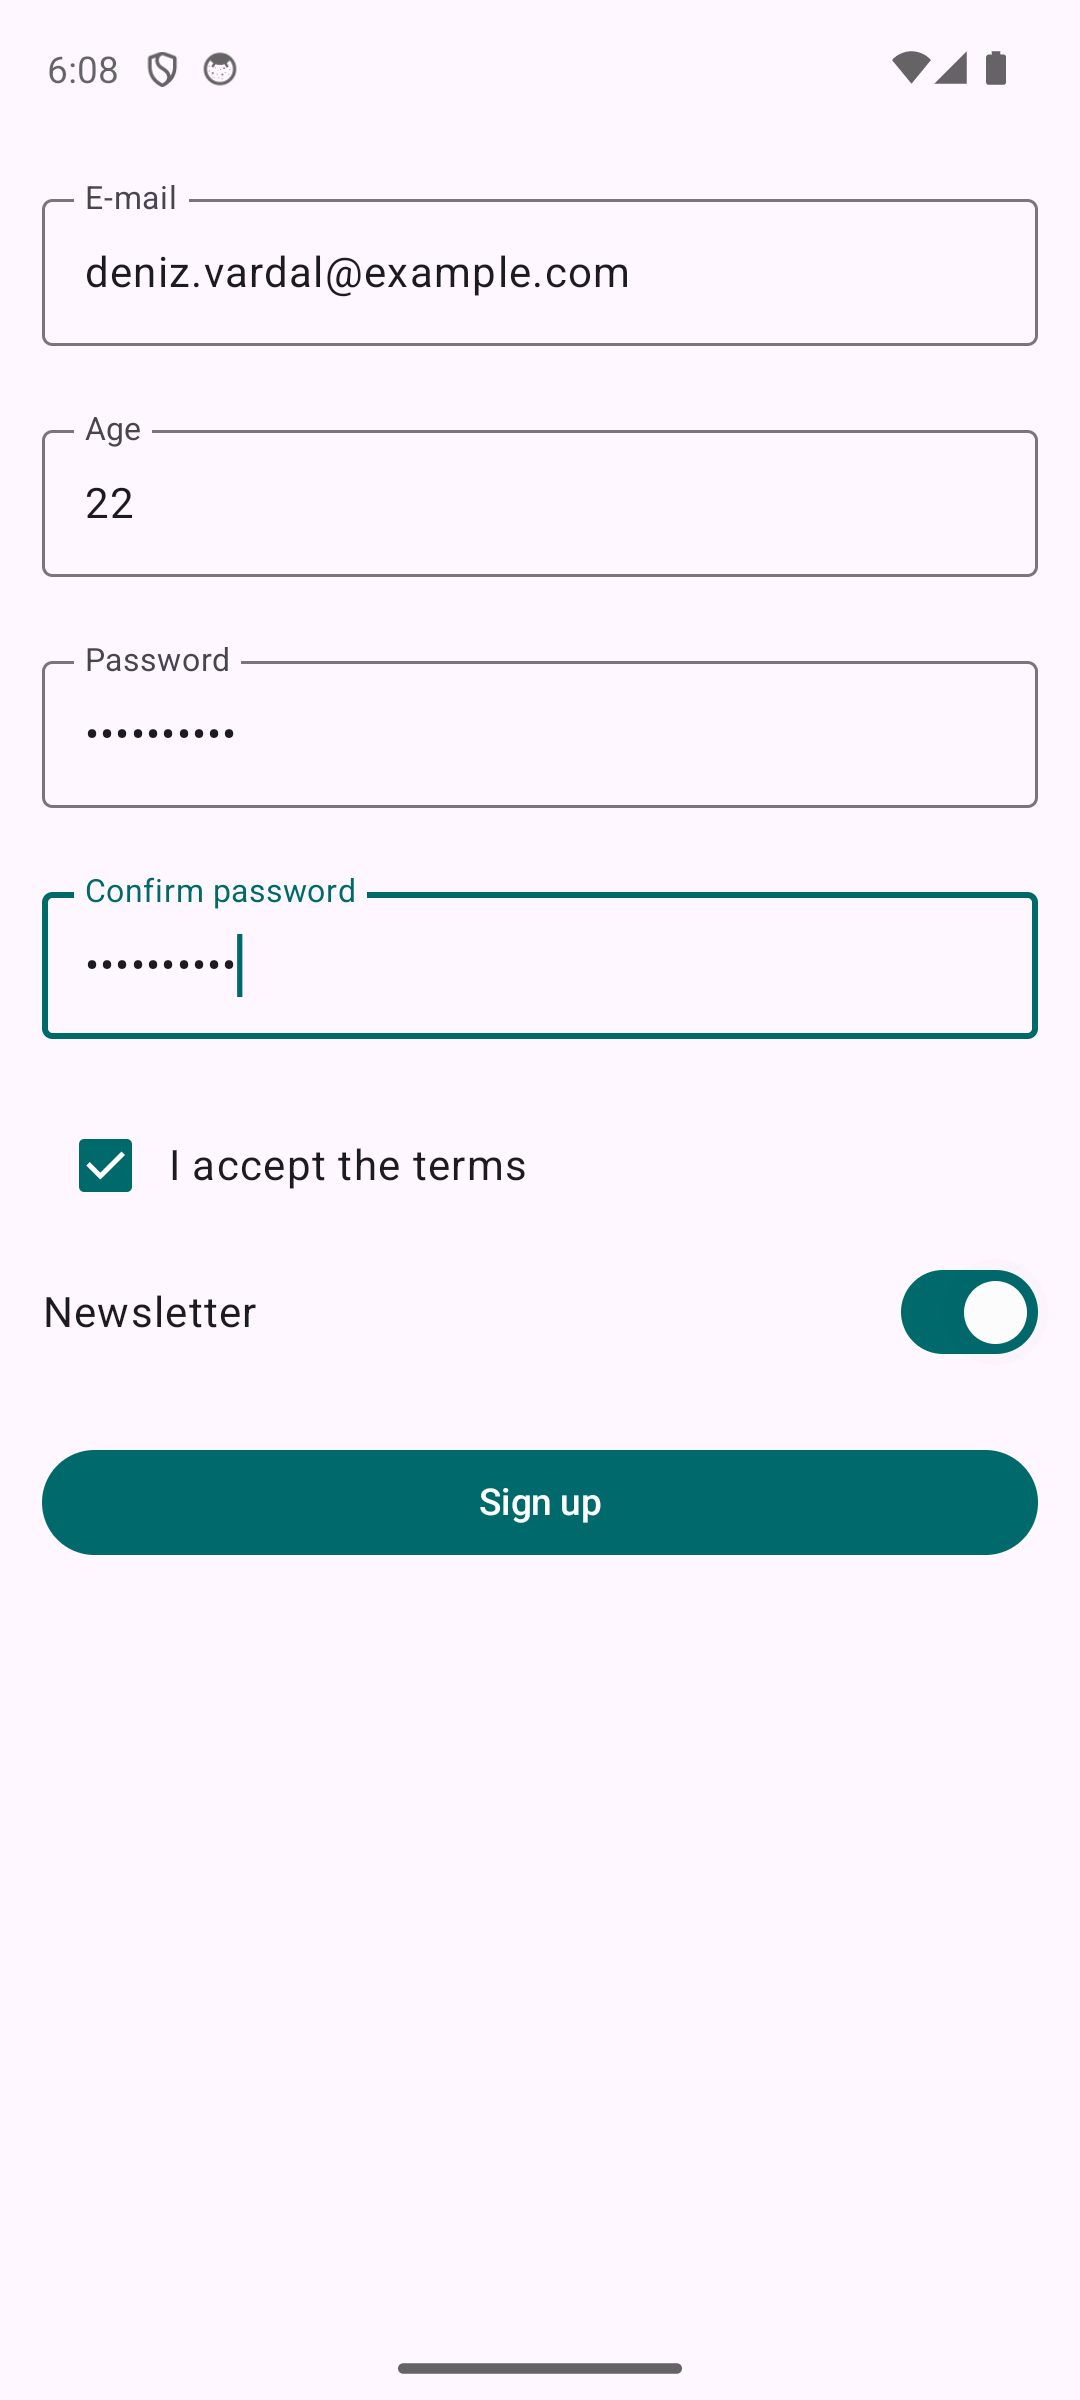 6:08
E-mail
deniz.vardal@example.com
Age
22
Password
••••••••••
Confirm password
••••••••••
I accept the terms
Newsletter
Sign up